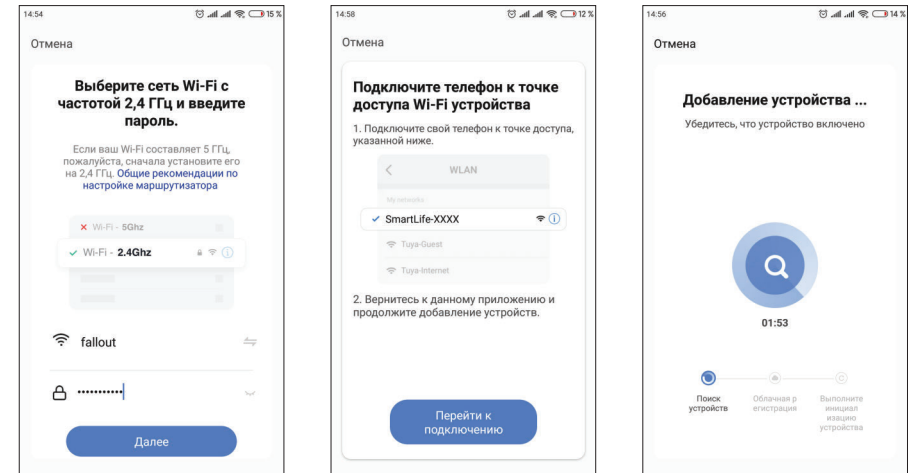 14:54
15 %
Отмена
Выберите сеть Wi-Fi с
частотой 2,4 ГГц и введите
пароль.
Если ваш Wi-Fi составляет 5 ГГц,
пожалуйста, сначала установите его
на 2,4 ГГц. Общие рекомендации по
настройке маршрутизатора
Wi-Fi - 5Ghz
Wi-Fi - 2.4Ghz
fallout
Далее
14:58
12 %
Отмена
Подключите телефон к точке
доступа Wi-Fi устройства
1. Подключите свой телефон к точке доступа,
указанной ниже.
WLAN
My networks
SmartLife-XXXX
Tuya-Guest
Tuya-Internet
2. Вернитесь к данному приложению и
продолжите добавление устройств.
Перейти к
подключению
14:56
14 %
Отмена
Добавление устройства ...
Убедитесь, что устройство включено
01:53
Поиск
устройств
Облачная р
егистрация
Выполните
инициал
изацию
устройства